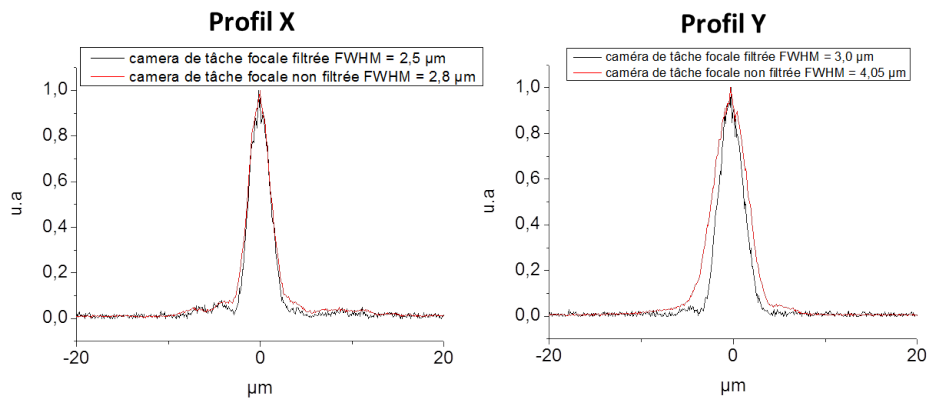 Profil X
camera de tâche focale filtrée FWHM = 2,5 µm
camera de tâche focale non filtrée FWHM = 2,8 µm
1,0
0,8
0,6
0,4
0,2
0,0
u.a
-20
0
20
µm
Profil Y
caméra de tâche focale filtrée FWHM = 3,0 µm
caméra de tâche focale non filtrée FWHM = 4,05 µm
1,0
0,8
0,6
0,4
0,2
0,0
u.a
-20
0
20
µm